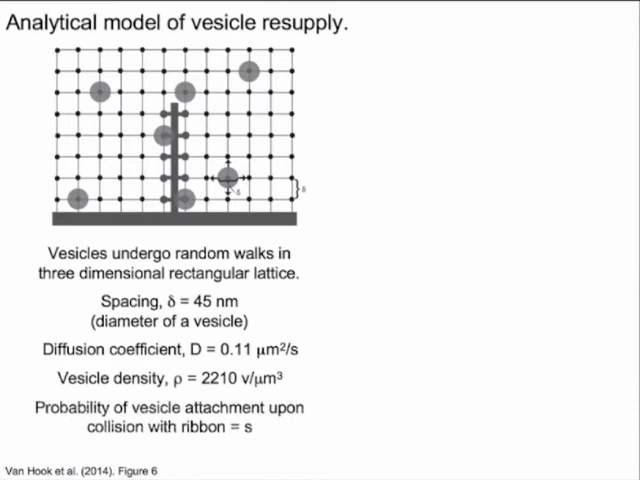 Analytical model of vesicle resupply.
δ
δ
Vesicles undergo random walks in
three dimensional rectangular lattice.
Spacing, δ = 45 nm
(diameter of a vesicle)
Diffusion coefficient, D = 0.11 μm²/s
Vesicle density, ρ = 2210 v/μm³
Probability of vesicle attachment upon
collision with ribbon = s
Van Hook et al. (2014). Figure 6